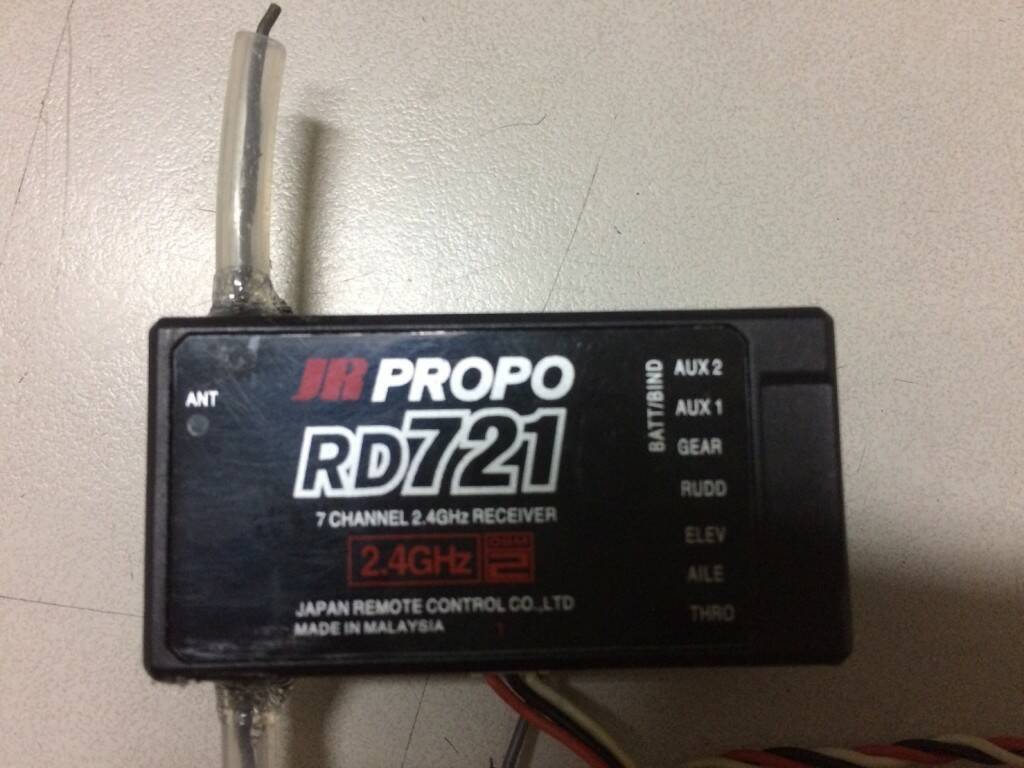 JR PROPO
RD721
7 CHANNEL 2.4GHz RECEIVER
2.4GHz
JAPAN REMOTE CONTROL CO.,LTD
MADE IN MALAYSIA
ANT
BATT/BIND
AUX 2
AUX 1
GEAR
RUDD
ELEV
AILE
THRO